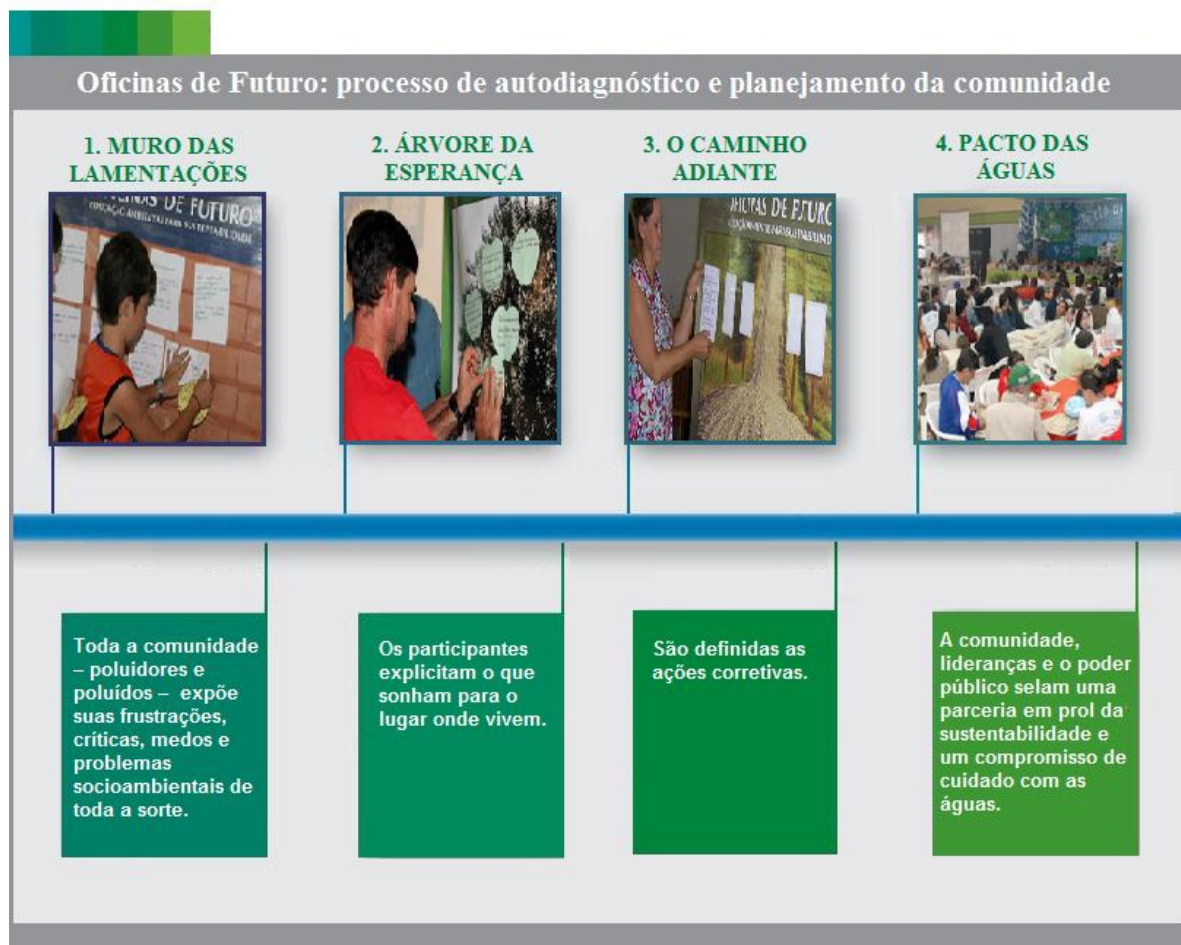 Oficinas de Futuro: processo de autodiagnóstico e planejamento da comunidade
1. MURO DAS
LAMENTAÇÕES
2. ÁRVORE DA
ESPERANÇA
3. O CAMINHO
ADIANTE
4. PACTO DAS
ÁGUAS
OFICINAS DE FUTURO
EDUCAÇÃO AMBIENTAL PARA SUSTENTABILIDADE
OFICINAS DE FUTURO
Toda a comunidade
– poluidores e
poluídos – expõe
suas frustrações,
críticas, medos e
problemas
socioambientais de
toda a sorte.
Os participantes
explicitam o que
sonham para o
lugar onde vivem.
São definidas as
ações corretivas.
A comunidade,
lideranças e o poder
público selam uma
parceria em prol da
sustentabilidade e
um compromisso de
cuidado com as
águas.